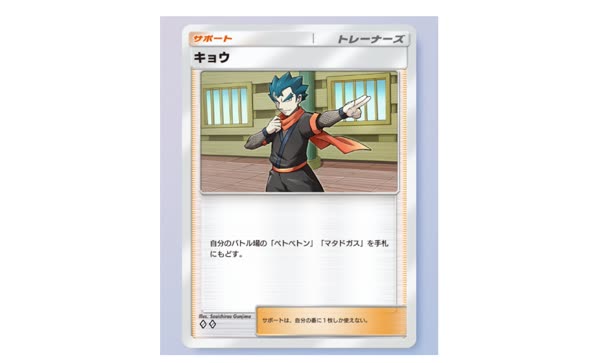 サポート
トレーナーズ
キョウ
自分のバトル場の「ベトベトン」「マタドガス」を手札
にもどす。
Illus. Souichirou Gunjima
サポートは、自分の番に1枚しか使えない。